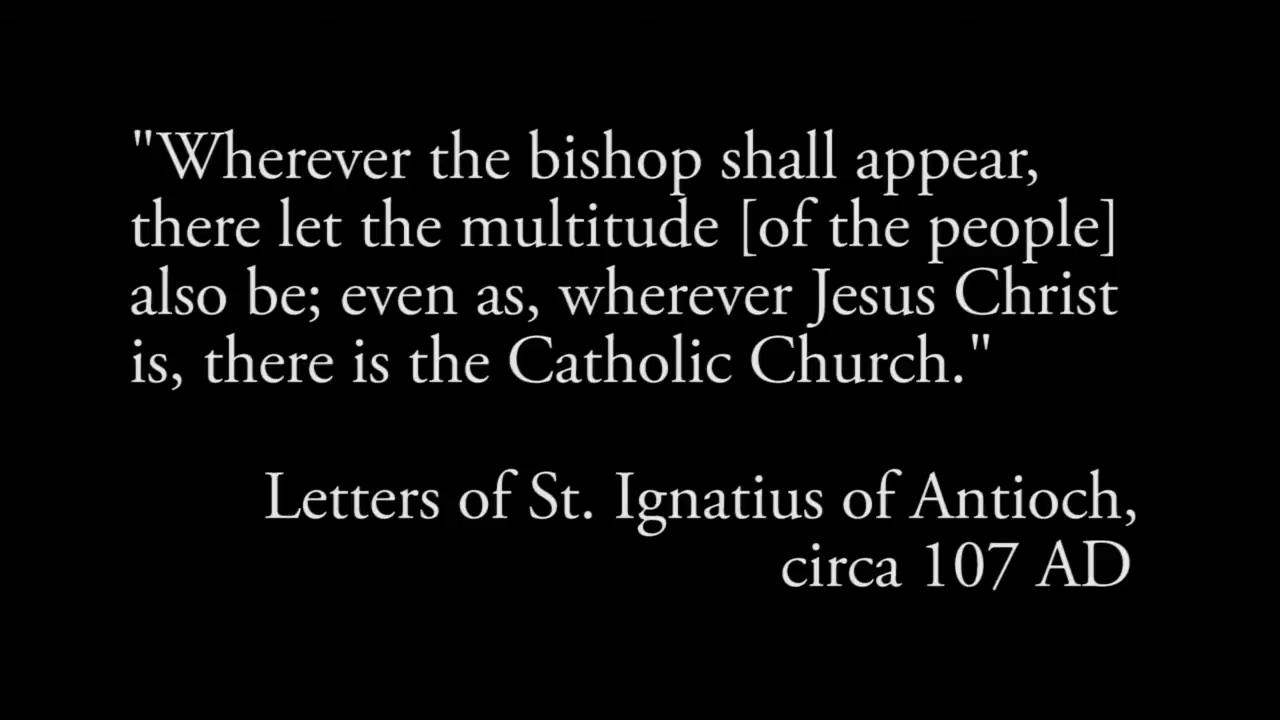 "Wherever the bishop shall appear,
there let the multitude [of the people]
also be; even as, wherever Jesus Christ
is, there is the Catholic Church."
Letters of St. Ignatius of Antioch,
circa 107 AD